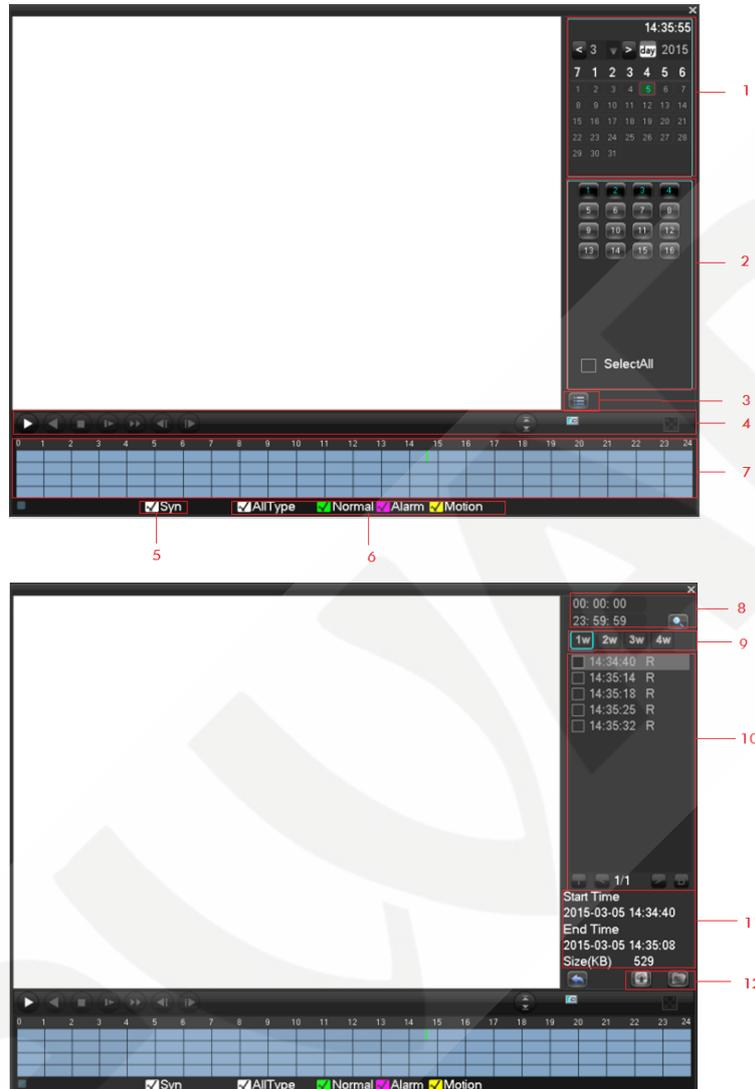 14:35:55
< 3 > day 2015
7 1 2 3 4 5 6
1 2 3 4 5 6 7
8 9 10 11 12 13 14
15 16 17 18 19 20 21
22 23 24 25 26 27 28
29 30 31
1
1 2 3 4
5 6 7 8
9 10 11 12
13 14 15 16
2
SelectAll
3
4
0 1 2 3 4 5 6 7 8 9 10 11 12 13 14 15 16 17 18 19 20 21 22 23 24
7
Syn AllType Normal Alarm Motion
5 6
00: 00: 00
8
23: 59: 59
1w 2w 3w 4w
9
14:34:40 R
14:35:14 R
14:35:18 R
14:35:25 R
14:35:32 R
10
1/1
Start Time
2015-03-05 14:34:40
End Time
2015-03-05 14:35:08
Size(KB) 529
1
12
0 1 2 3 4 5 6 7 8 9 10 11 12 13 14 15 16 17 18 19 20 21 22 23 24
Syn AllType Normal Alarm Motion